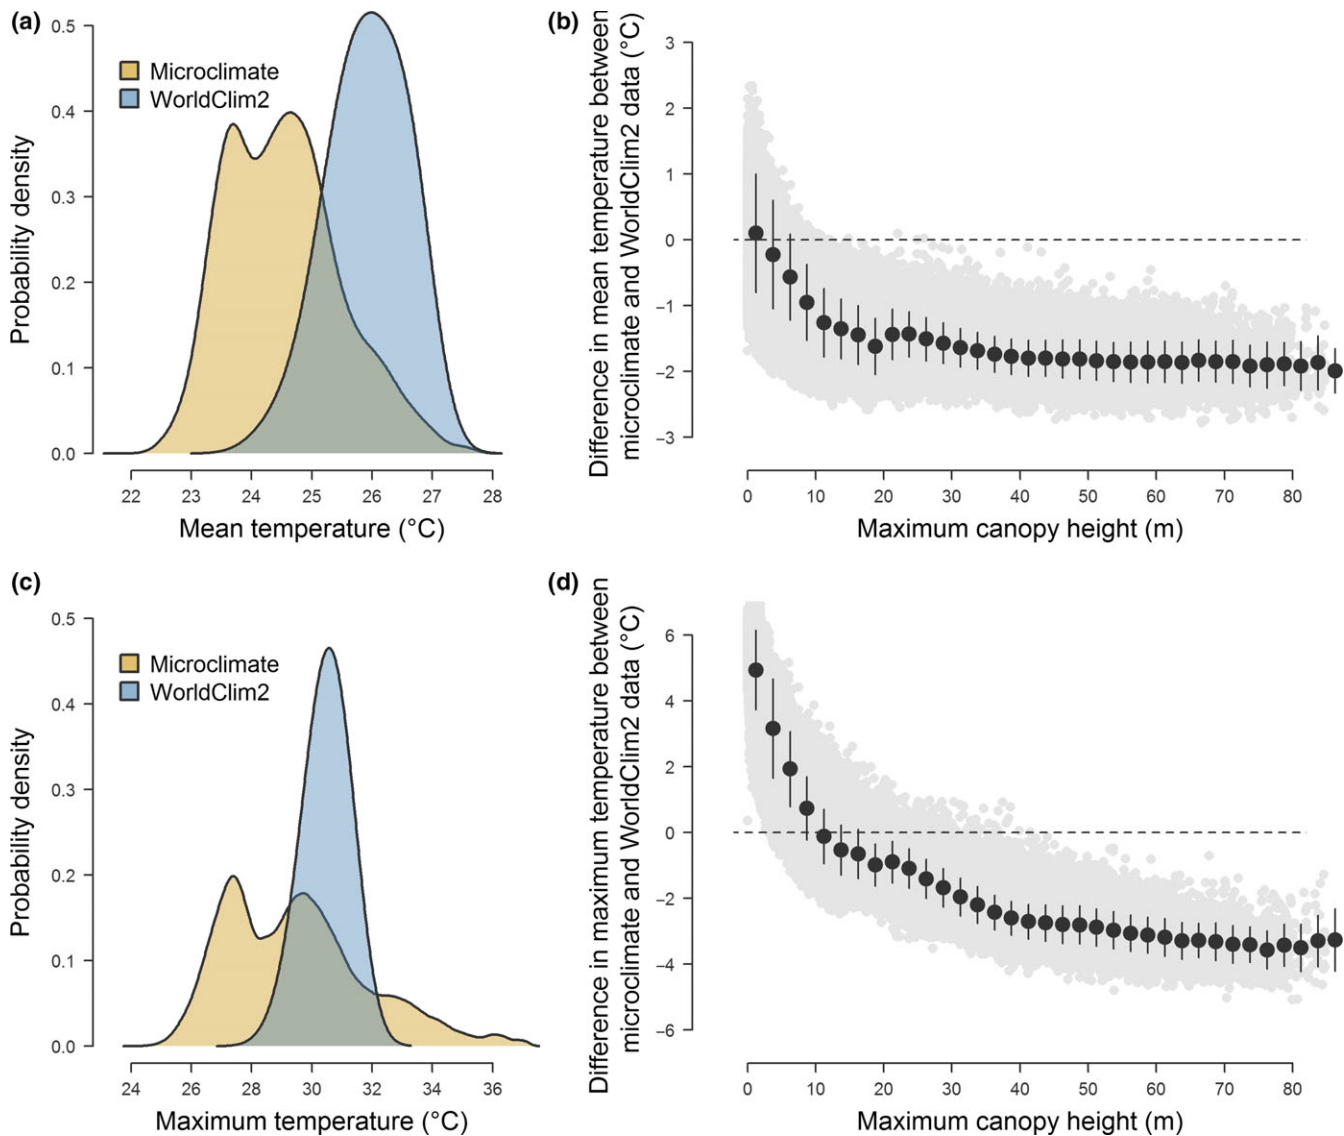 (a)
Probability density
0.5
0.4
0.3
0.2
0.1
0.0
Microclimate
WorldClim2
22 23 24 25 26 27 28
Mean temperature (°C)
(b)
Difference in mean temperature between
microclimate and WorldClim2 data (°C)
3
2
1
0
−1
−2
−3
0 10 20 30 40 50 60 70 80
Maximum canopy height (m)
(c)
Probability density
0.5
0.4
0.3
0.2
0.1
0.0
Microclimate
WorldClim2
24 26 28 30 32 34 36
Maximum temperature (°C)
(d)
Difference in maximum temperature between
microclimate and WorldClim2 data (°C)
6
4
2
0
−2
−4
−6
0 10 20 30 40 50 60 70 80
Maximum canopy height (m)